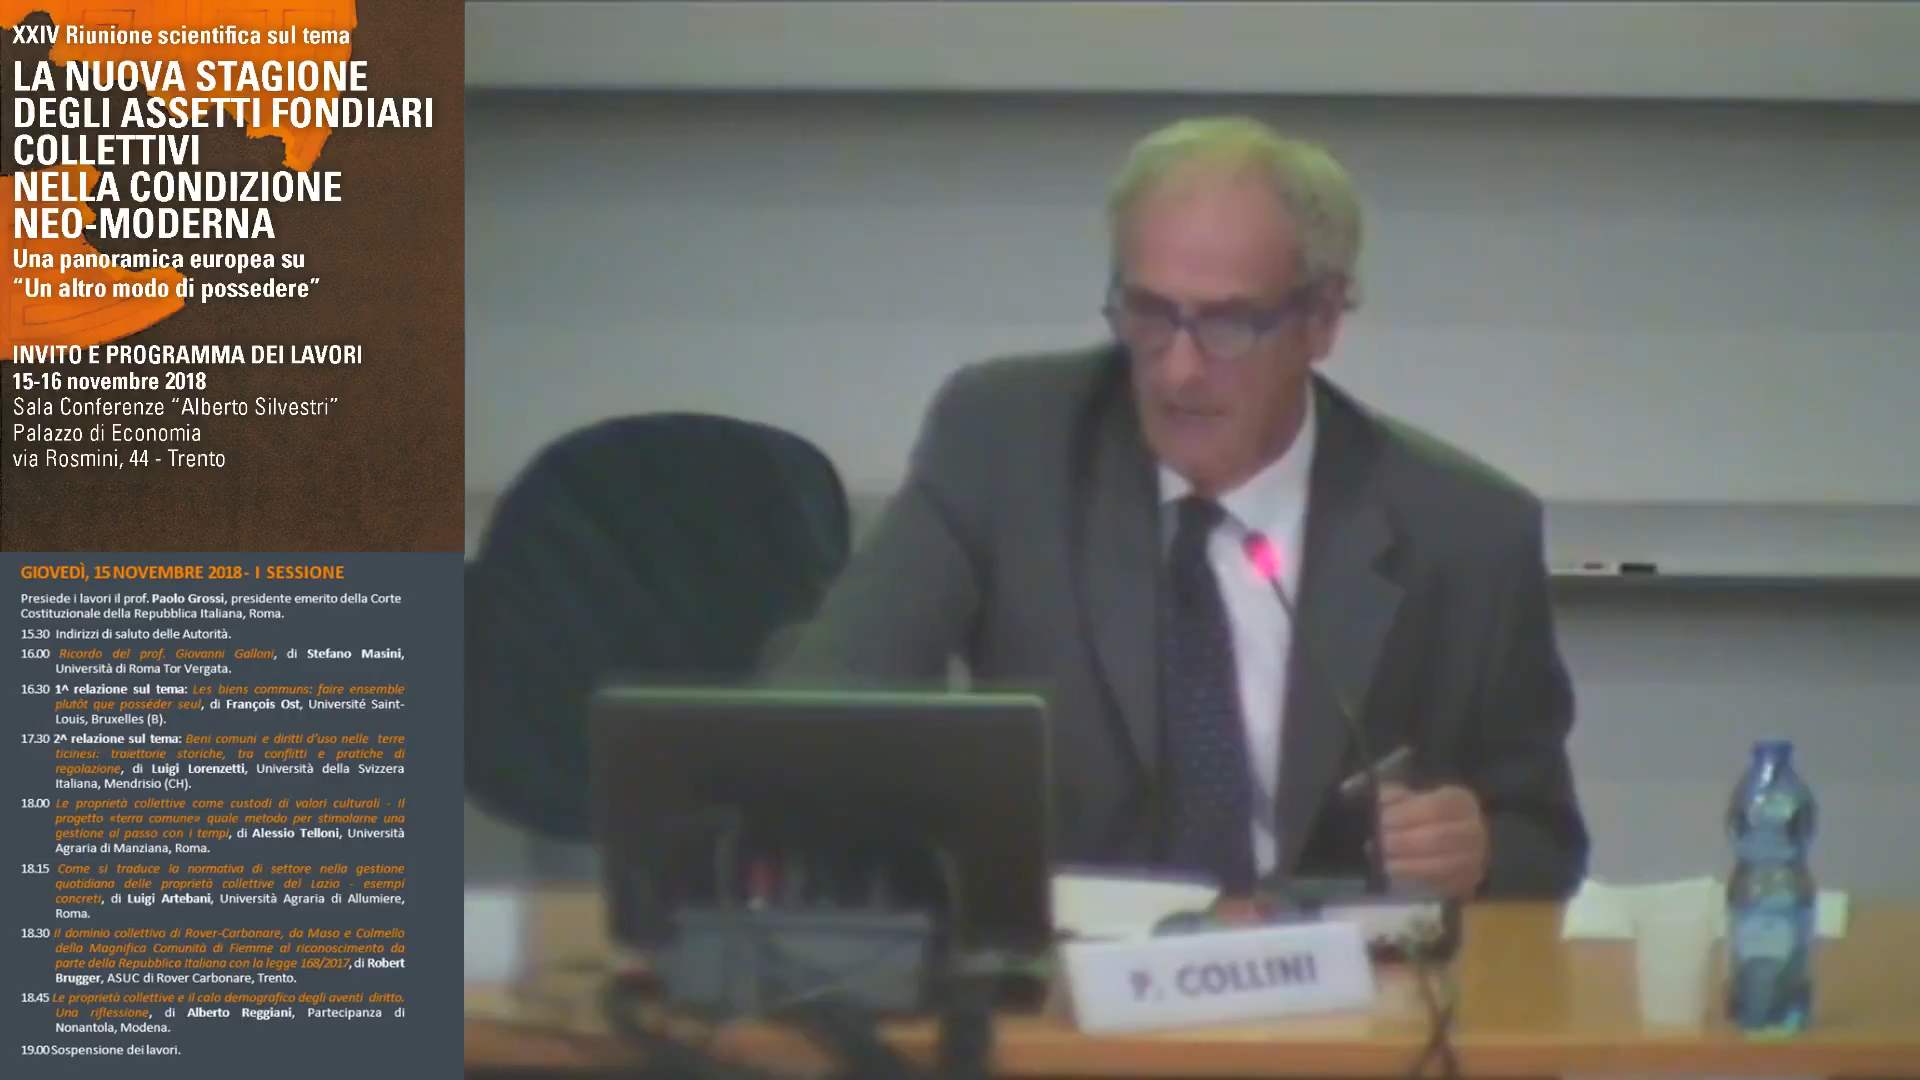 XXIV Riunione scientifica sul tema
LA NUOVA STAGIONE
DEGLI ASSETTI FONDIARI
COLLETTIVI
NELLA CONDIZIONE
NEO-MODERNA
Una panoramica europea su
“Un altro modo di possedere”
INVITO E PROGRAMMA DEI LAVORI
15-16 novembre 2018
Sala Conferenze “Alberto Silvestri”
Palazzo di Economia
via Rosmini, 44 - Trento
GIOVEDÌ, 15 NOVEMBRE 2018 - I SESSIONE
Presiede i lavori il prof. Paolo Grossi, presidente emerito della Corte
Costituzionale della Repubblica Italiana, Roma.
15.30 Indirizzi di saluto delle Autorità.
16.00 Ricordo del prof. Giovanni Galloni, di Stefano Masini,
Università di Roma Tor Vergata.
16.30 1^ relazione sul tema: Les biens communs: faire ensemble
plutôt que posséder seul, di François Ost, Université Saint-
Louis, Bruxelles (B).
17.30 2^ relazione sul tema: Beni comuni e diritti d’uso nelle terre
ticinesi: traiettorie storiche, tra conflitti e pratiche di
regolazione, di Luigi Lorenzetti, Università della Svizzera
Italiana, Mendrisio (CH).
18.00 Le proprietà collettive come custodi di valori culturali - Il
progetto «terra comune» quale metodo per stimolarne una
gestione al passo con i tempi, di Alessio Telloni, Università
Agraria di Manziana, Roma.
18.15 Come si traduce la normativa di settore nella gestione
quotidiana delle proprietà collettive del Lazio - esempi
concreti, di Luigi Artebani, Università Agraria di Allumiere,
Roma.
18.30 Il dominio collettivo di Rover-Carbonare, da Maso e Colmello
della Magnifica Comunità di Fiemme al riconoscimento da
parte della Repubblica Italiana con la legge 168/2017, di Robert
Brugger, ASUC di Rover Carbonare, Trento.
18.45 Le proprietà collettive e il calo demografico degli aventi diritto.
Una riflessione, di Alberto Reggiani, Partecipanza di
Nonantola, Modena.
19.00 Sospensione dei lavori.
P. COLLINI